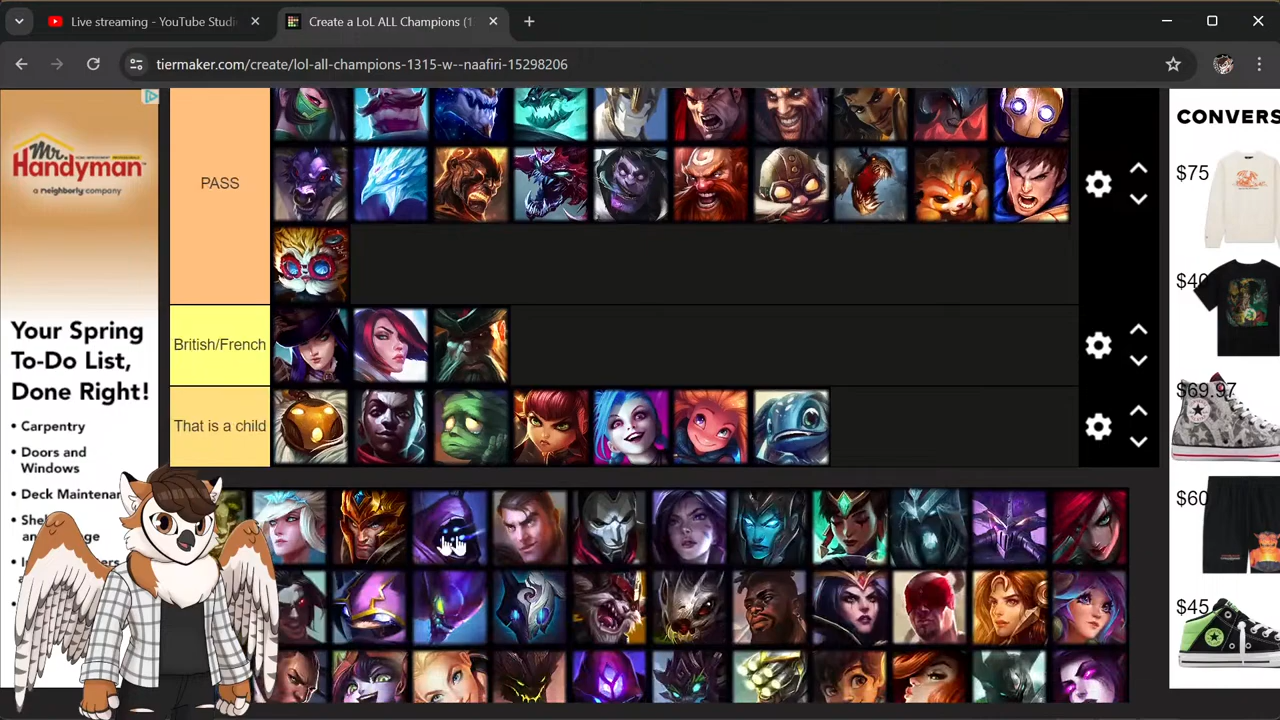 Live streaming - YouTube Studi
Create a LoL ALL Champions (1
tiermaker.com/create/lol-all-champions-1315-w--naafiri-15298206
Mr.
Handyman
a neighborly company
Your Spring
To-Do List,
Done Right!
• Carpentry
• Doors and
Windows
• Deck Maintenan
PASS
British/French
That is a child
CONVERS
$75
$40
$69.97
$60
$45